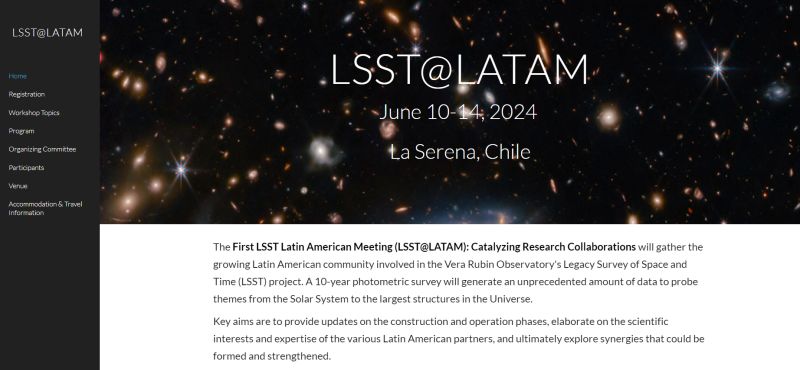 LSST@LATAM
Home
Registration
Workshop Topics
Program
Organizing Committee
Participants
Venue
Accommodation & Travel
Information
LSST@LATAM
June 10-14, 2024
La Serena, Chile
The First LSST Latin American Meeting (LSST@LATAM): Catalyzing Research Collaborations will gather the
growing Latin American community involved in the Vera Rubin Observatory's Legacy Survey of Space and
Time (LSST) project. A 10-year photometric survey will generate an unprecedented amount of data to probe
themes from the Solar System to the largest structures in the Universe.
Key aims are to provide updates on the construction and operation phases, elaborate on the scientific
interests and expertise of the various Latin American partners, and ultimately explore synergies that could be
formed and strengthened.